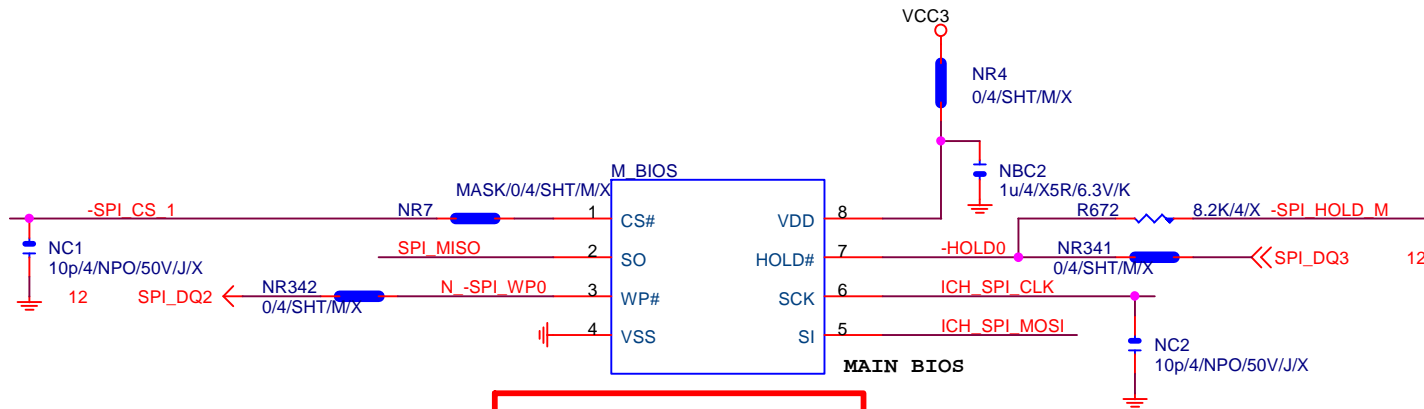 VCC3
NR4
0/4/SHT/M/X
M_BIOS
NBC2
1u/4/X5R/6.3V/K
MASK/0/4/SHT/M/X
-SPI_CS_1
NR7
1
CS#
VDD
8
R672
8.2K/4/X
-SPI_HOLD_M
NC1
10p/4/NPO/50V/J/X
SPI_MISO
2
SO
HOLD#
7
-HOLD0
NR341
0/4/SHT/M/X
SPI_DQ3
12
12
SPI_DQ2
NR342
0/4/SHT/M/X
N_-SPI_WP0
3
WP#
SCK
6
ICH_SPI_CLK
4
VSS
SI
5
ICH_SPI_MOSI
NC2
10p/4/NPO/50V/J/X
MAIN BIOS